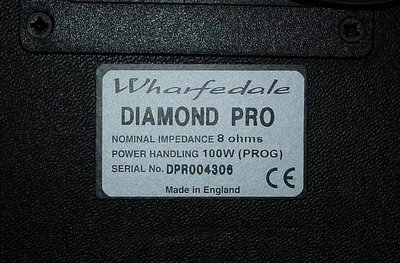 Wharfedale
DIAMOND PRO
NOMINAL IMPEDANCE 8 ohms
POWER HANDLING 100W (PROG)
SERIAL No. DPR004306
Made in England CE